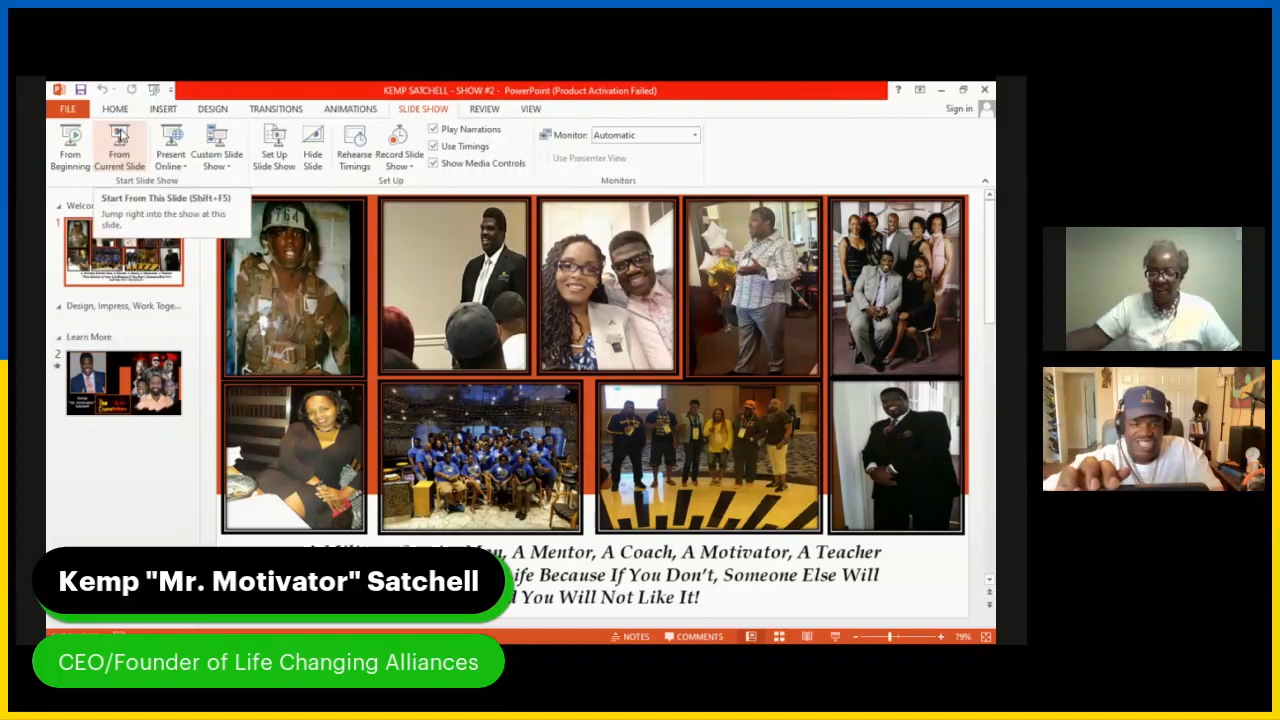 KEMP SATCHELL - SHOW #2 - PowerPoint (Product Activation Failed)
Sign in
FILE HOME INSERT DESIGN TRANSITIONS ANIMATIONS SLIDE SHOW REVIEW VIEW
From Beginning
From Current Slide
Present Online
Custom Slide Show
Start Slide Show
Set Up Slide Show
Hide Slide
Rehearse Timings
Record Slide Show
Play Narrations
Use Timings
Show Media Controls
Set Up
Monitor: Automatic
Use Presenter View
Monitors
Start From This Slide (Shift+F5)
Jump right into the show at this
slide.
1
Design, Impress, Work Toge...
Learn More
2
764
A Mentor, A Coach, A Motivator, A Teacher
Because If You Don't, Someone Else Will
You Will Not Like It!
Kemp "Mr. Motivator" Satchell
CEO/Founder of Life Changing Alliances
NOTES COMMENTS 79%